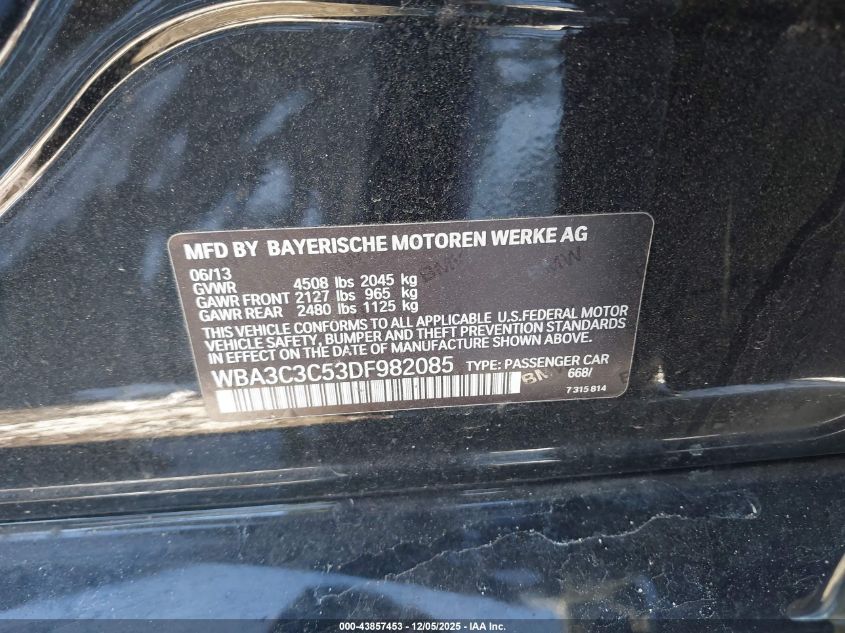 MFD BY BAYERISCHE MOTOREN WERKE AG
06/13
GVWR 4508 lbs 2045 kg
GAWR FRONT 2127 lbs 965 kg
GAWR REAR 2480 lbs 1125 kg
THIS VEHICLE CONFORMS TO ALL APPLICABLE U.S.FEDERAL MOTOR
VEHICLE SAFETY, BUMPER AND THEFT PREVENTION STANDARDS
IN EFFECT ON THE DATE OF MANUFACTURE SHOWN ABOVE.
WBA3C3C53DF982085 TYPE: PASSENGER CAR
668/
7 315 814
BMW
BMW
BMW
000-43857453 - 12/05/2025 - IAA Inc.